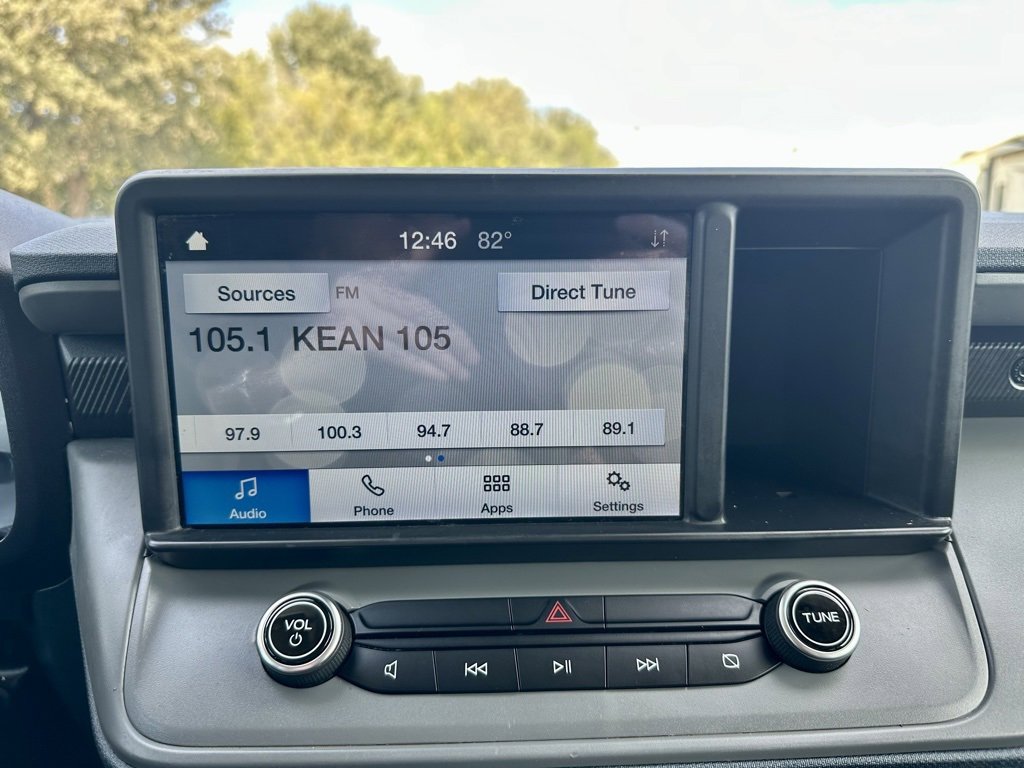 12:46 82°
Sources FM Direct Tune
105.1 KEAN 105
97.9 100.3 94.7 88.7 89.1
Audio Phone Apps Settings
VOL TUNE